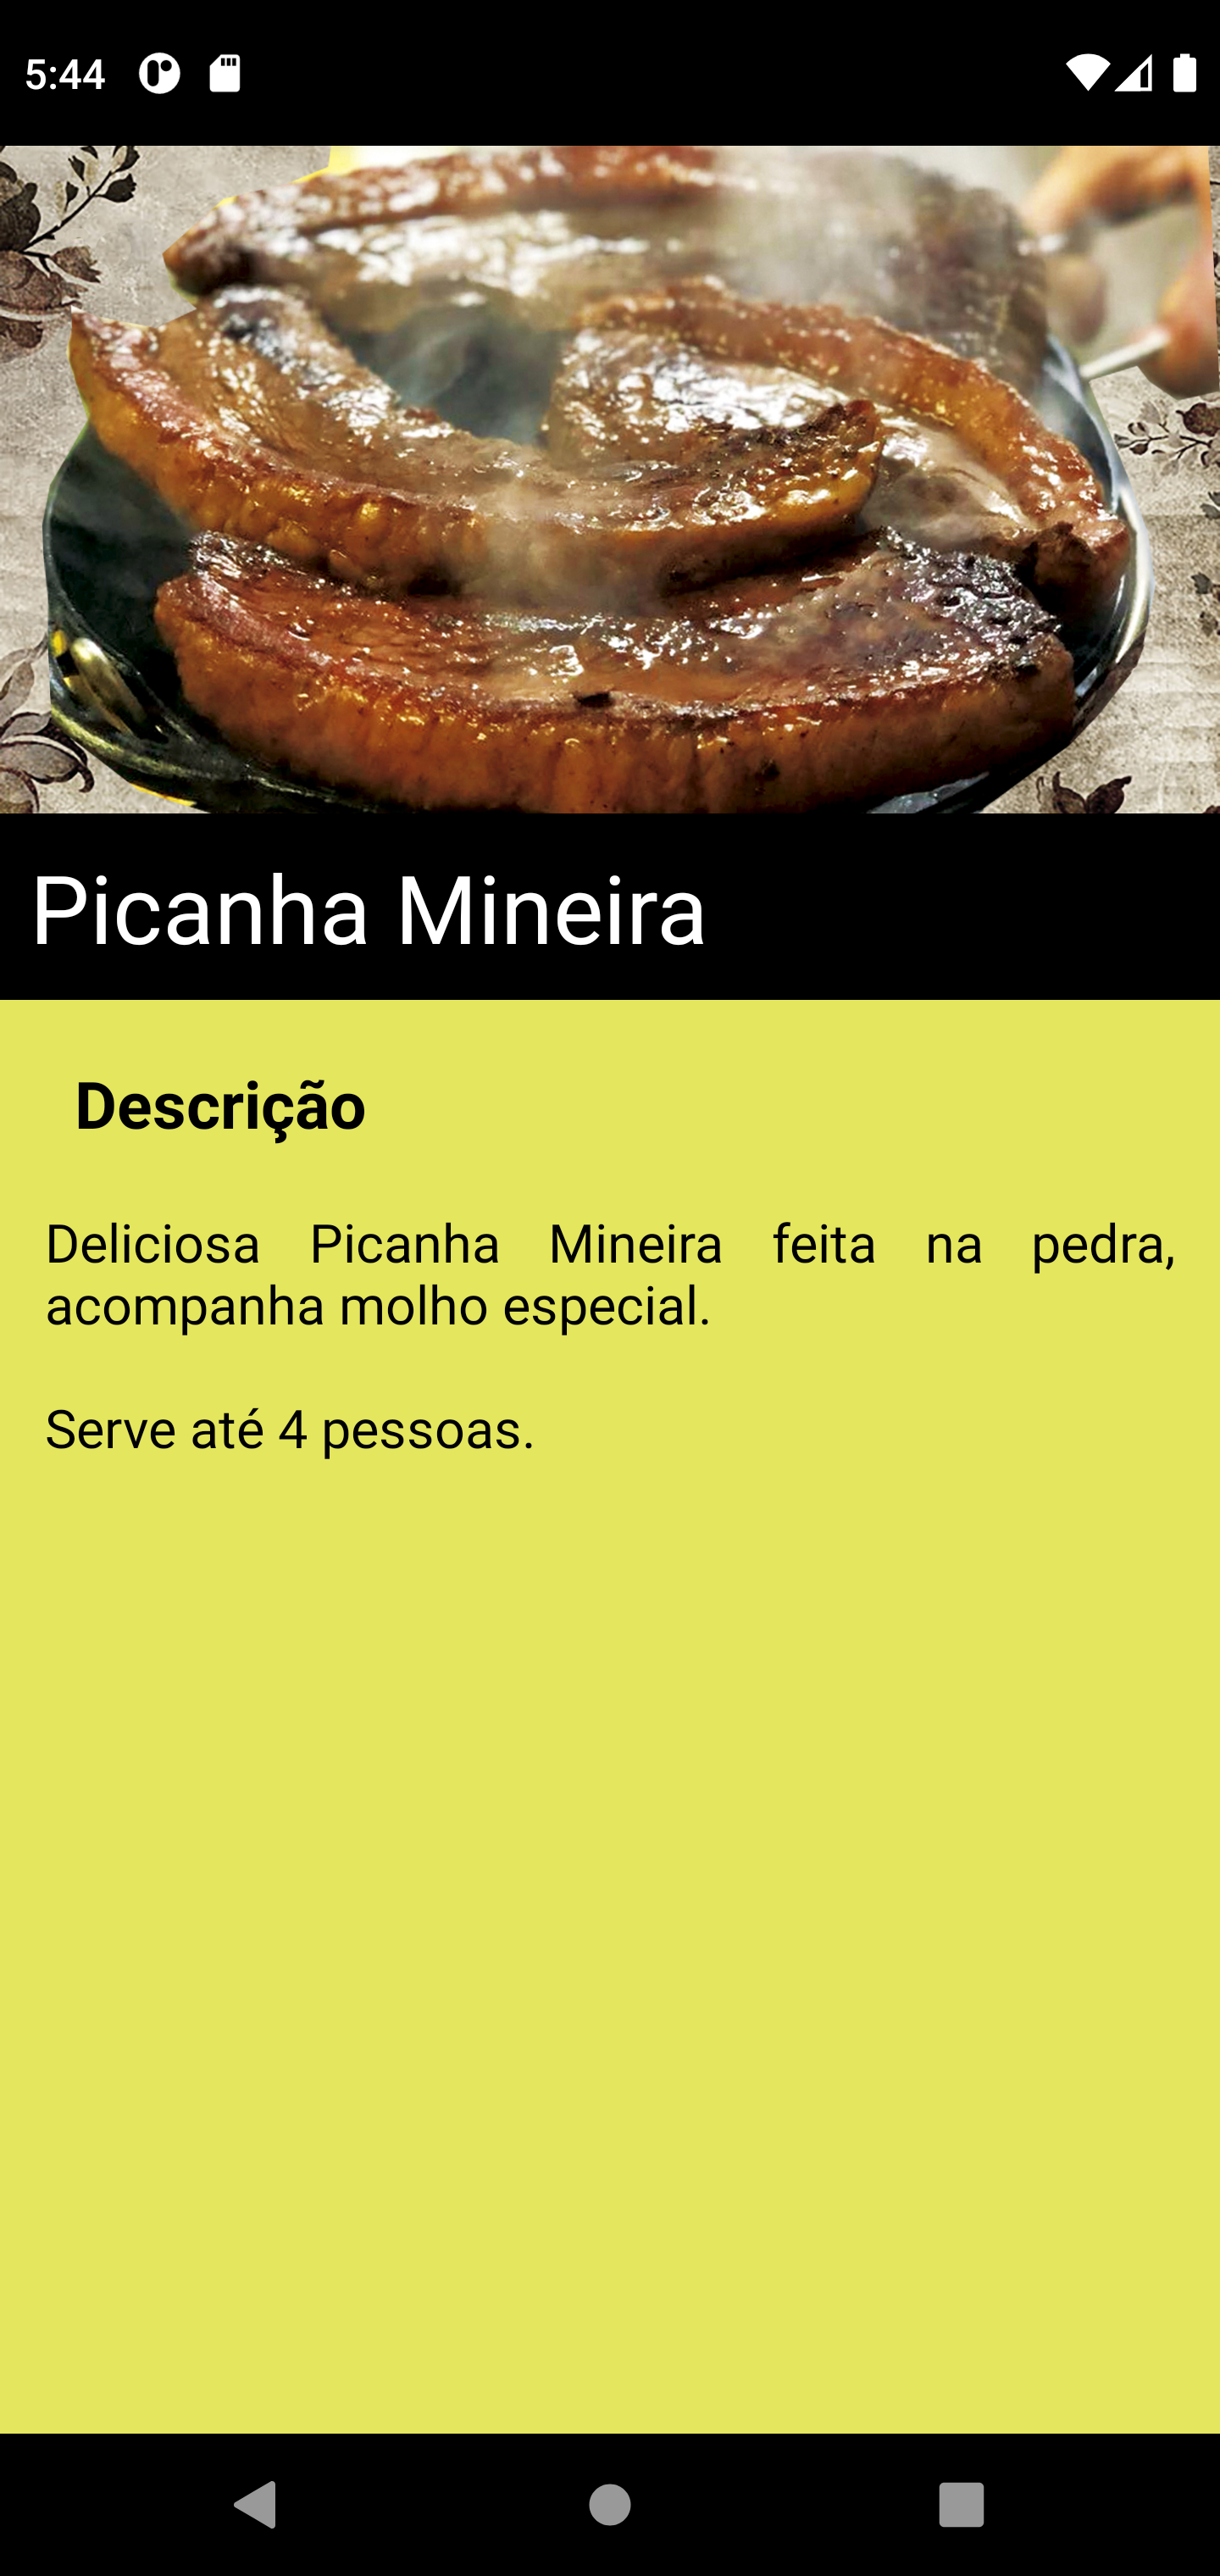 5:44
Picanha Mineira
Descrição
Deliciosa Picanha Mineira feita na pedra,
acompanha molho especial.
Serve até 4 pessoas.